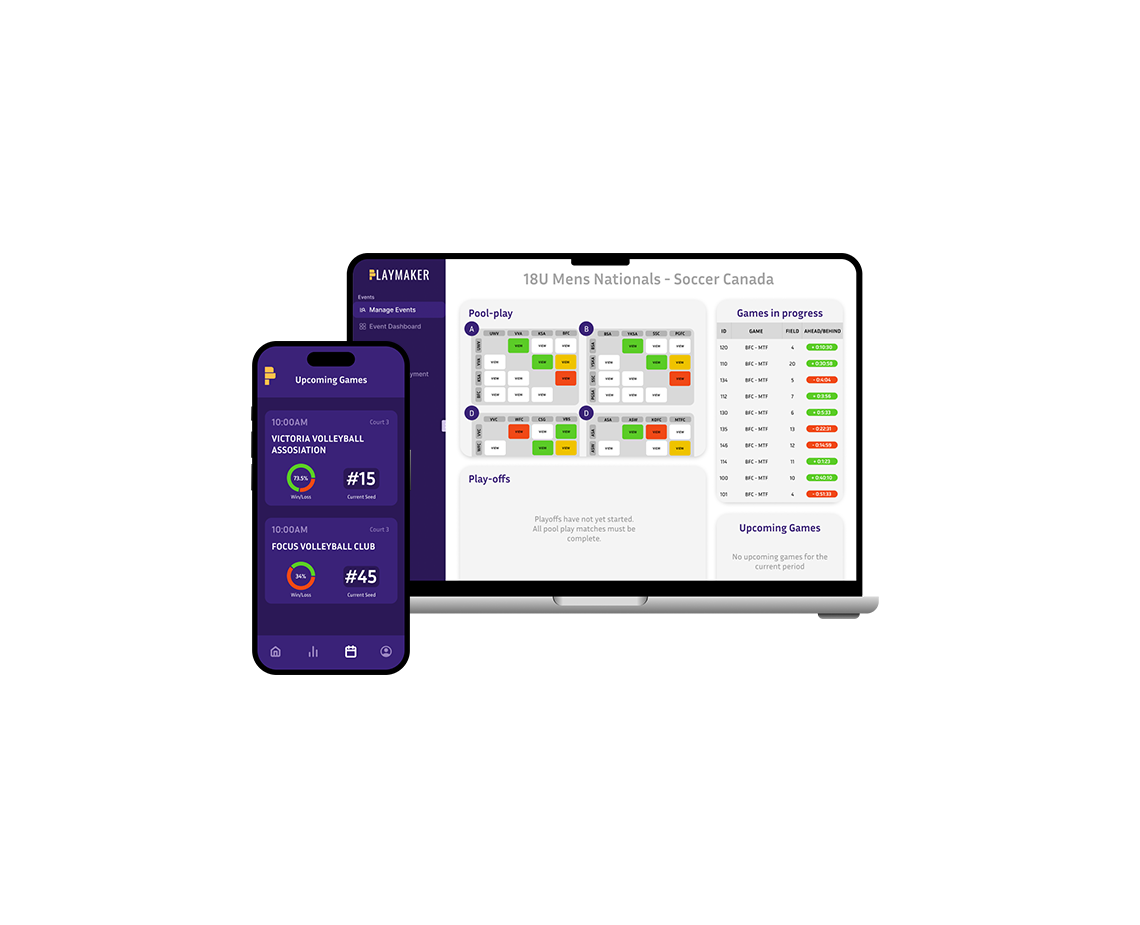 PLAYMAKER
Events
Manage Events
Event Dashboard
yment
18U Mens Nationals - Soccer Canada
Pool-play
A
UNV VVA KSA BFC
UNV VIEW VIEW VIEW
VVA VIEW VIEW VIEW
KSA VIEW VIEW VIEW
BFC VIEW VIEW VIEW
B
BSA YKSA SSC PGFC
BSA VIEW VIEW VIEW
YKSA VIEW VIEW VIEW
SSC VIEW VIEW VIEW
PGSA VIEW VIEW VIEW
D
VVC NFC CSG VNS
VVC VIEW VIEW VIEW
NFC VIEW VIEW VIEW
D
ASA ASW KDFC MTFC
ASA VIEW VIEW VIEW
ASW VIEW VIEW VIEW
Play-offs
Playoffs have not yet started.
All pool play matches must be
complete.
Games in progress
ID GAME FIELD AHEAD/BEHIND
120 BFC - MTF 4 + 0:10:30
110 BFC - MTF 20 + 0:30:58
134 BFC - MTF 5 - 0:4:04
112 BFC - MTF 7 + 0:3:56
130 BFC - MTF 6 + 0:5:33
135 BFC - MTF 13 - 0:22:31
146 BFC - MTF 12 - 0:14:59
114 BFC - MTF 11 + 0:1:23
100 BFC - MTF 10 + 0:40:10
101 BFC - MTF 4 - 0:51:33
Upcoming Games
No upcoming games for the
current period
Upcoming Games
10:00AM Court 3
VICTORIA VOLLEYBALL
ASSOSIATION
73.5% #15
Win/Loss Current Seed
10:00AM Court 3
FOCUS VOLLEYBALL CLUB
34% #45
Win/Loss Current Seed